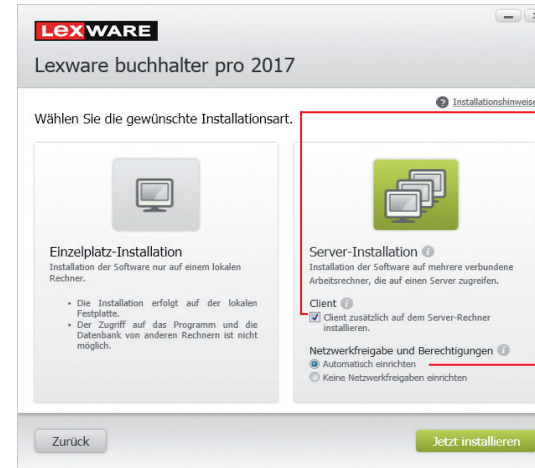 LEXWARE
Lexware buchhalter pro 2017
Installationshinweise
Wählen Sie die gewünschte Installationsart.
Einzelplatz-Installation
Installation der Software nur auf einem lokalen
Rechner.
• Die Installation erfolgt auf der lokalen
Festplatte.
• Der Zugriff auf das Programm und die
Datenbank von anderen Rechnern ist nicht
möglich.
Server-Installation
Installation der Software auf mehrere verbundene
Arbeitsrechner, die auf einen Server zugreifen.
Client
Client zusätzlich auf dem Server-Rechner
installieren.
Netzwerkfreigabe und Berechtigungen
Automatisch einrichten
Keine Netzwerkfreigaben einrichten
Zurück
Jetzt installieren